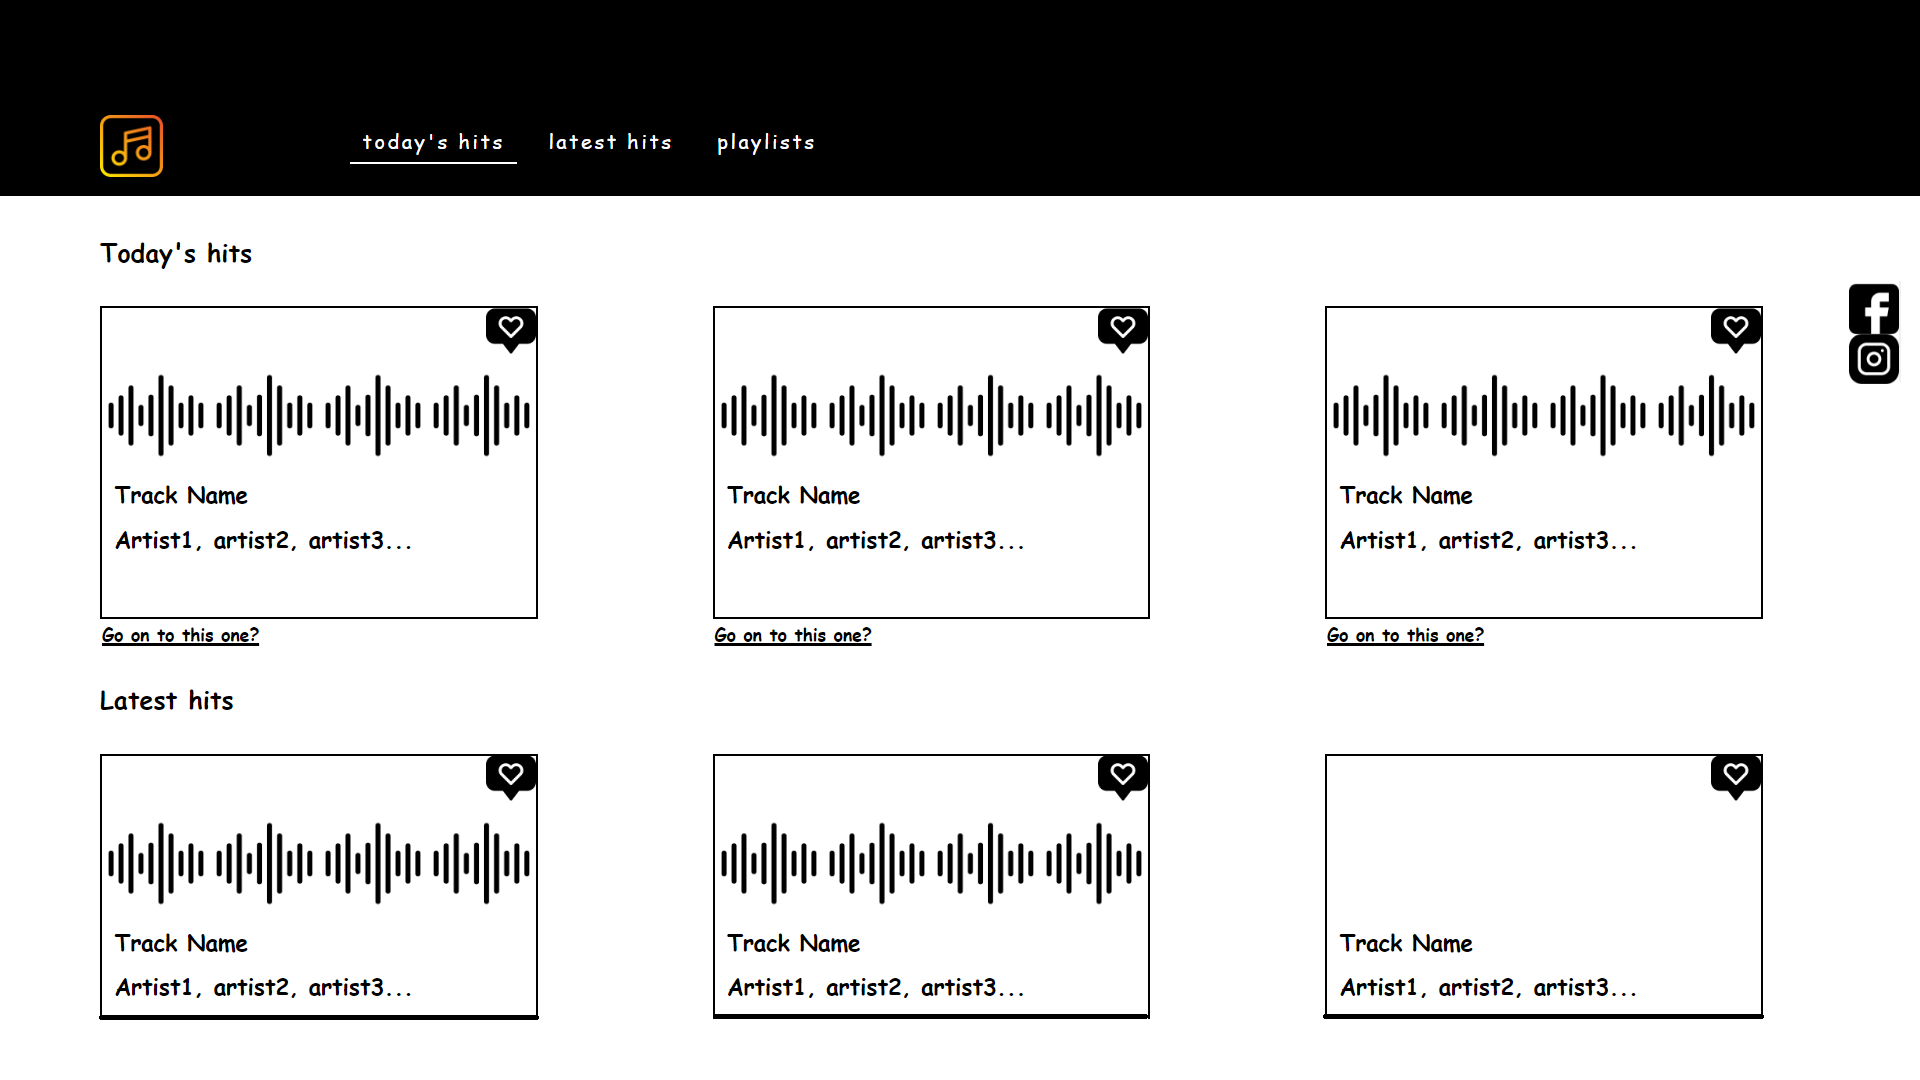 today's hits latest hits playlists
Today's hits
Track Name Track Name Track Name
Artist1, artist2, artist3... Artist1, artist2, artist3... Artist1, artist2, artist3...
Go on to this one? Go on to this one? Go on to this one?
Latest hits
Track Name Track Name Track Name
Artist1, artist2, artist3... Artist1, artist2, artist3... Artist1, artist2, artist3...